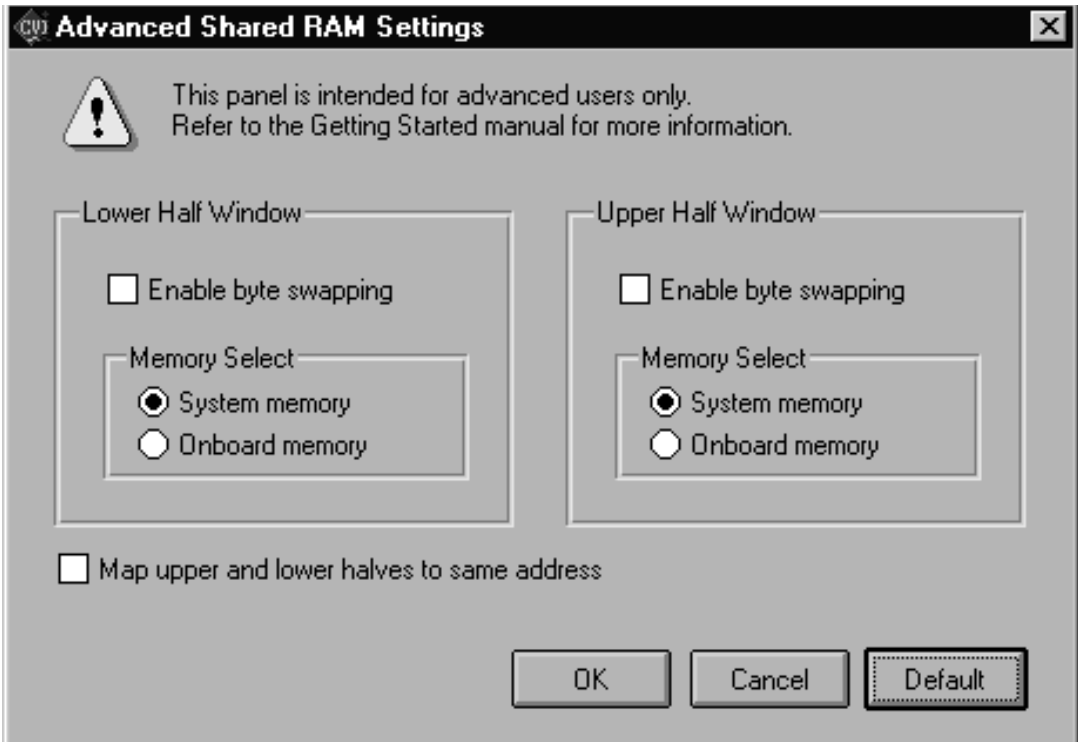 CVI Advanced Shared RAM Settings
This panel is intended for advanced users only.
Refer to the Getting Started manual for more information.
Lower Half Window
Enable byte swapping
Memory Select
System memory
Onboard memory
Upper Half Window
Enable byte swapping
Memory Select
System memory
Onboard memory
Map upper and lower halves to same address
OK
Cancel
Default